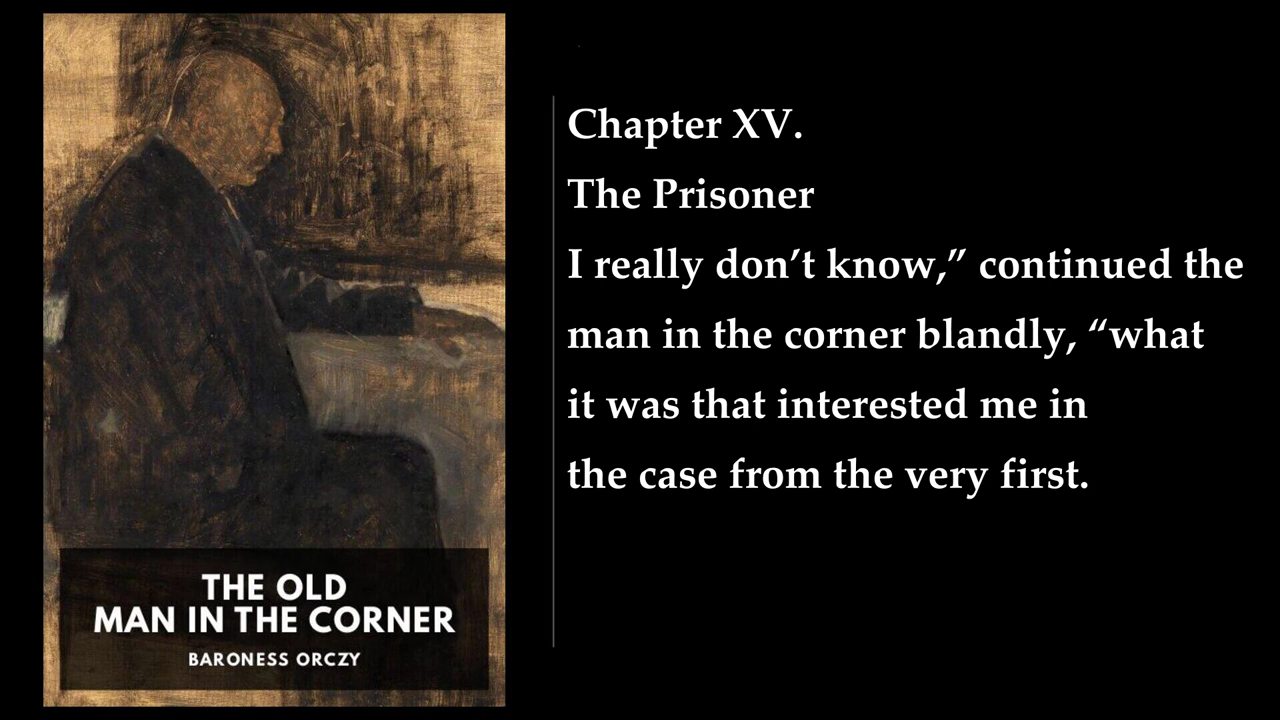 THE OLD
MAN IN THE CORNER
BARONESS ORCZY
Chapter XV.
The Prisoner
I really don’t know,” continued the
man in the corner blandly, “what
it was that interested me in
the case from the very first.